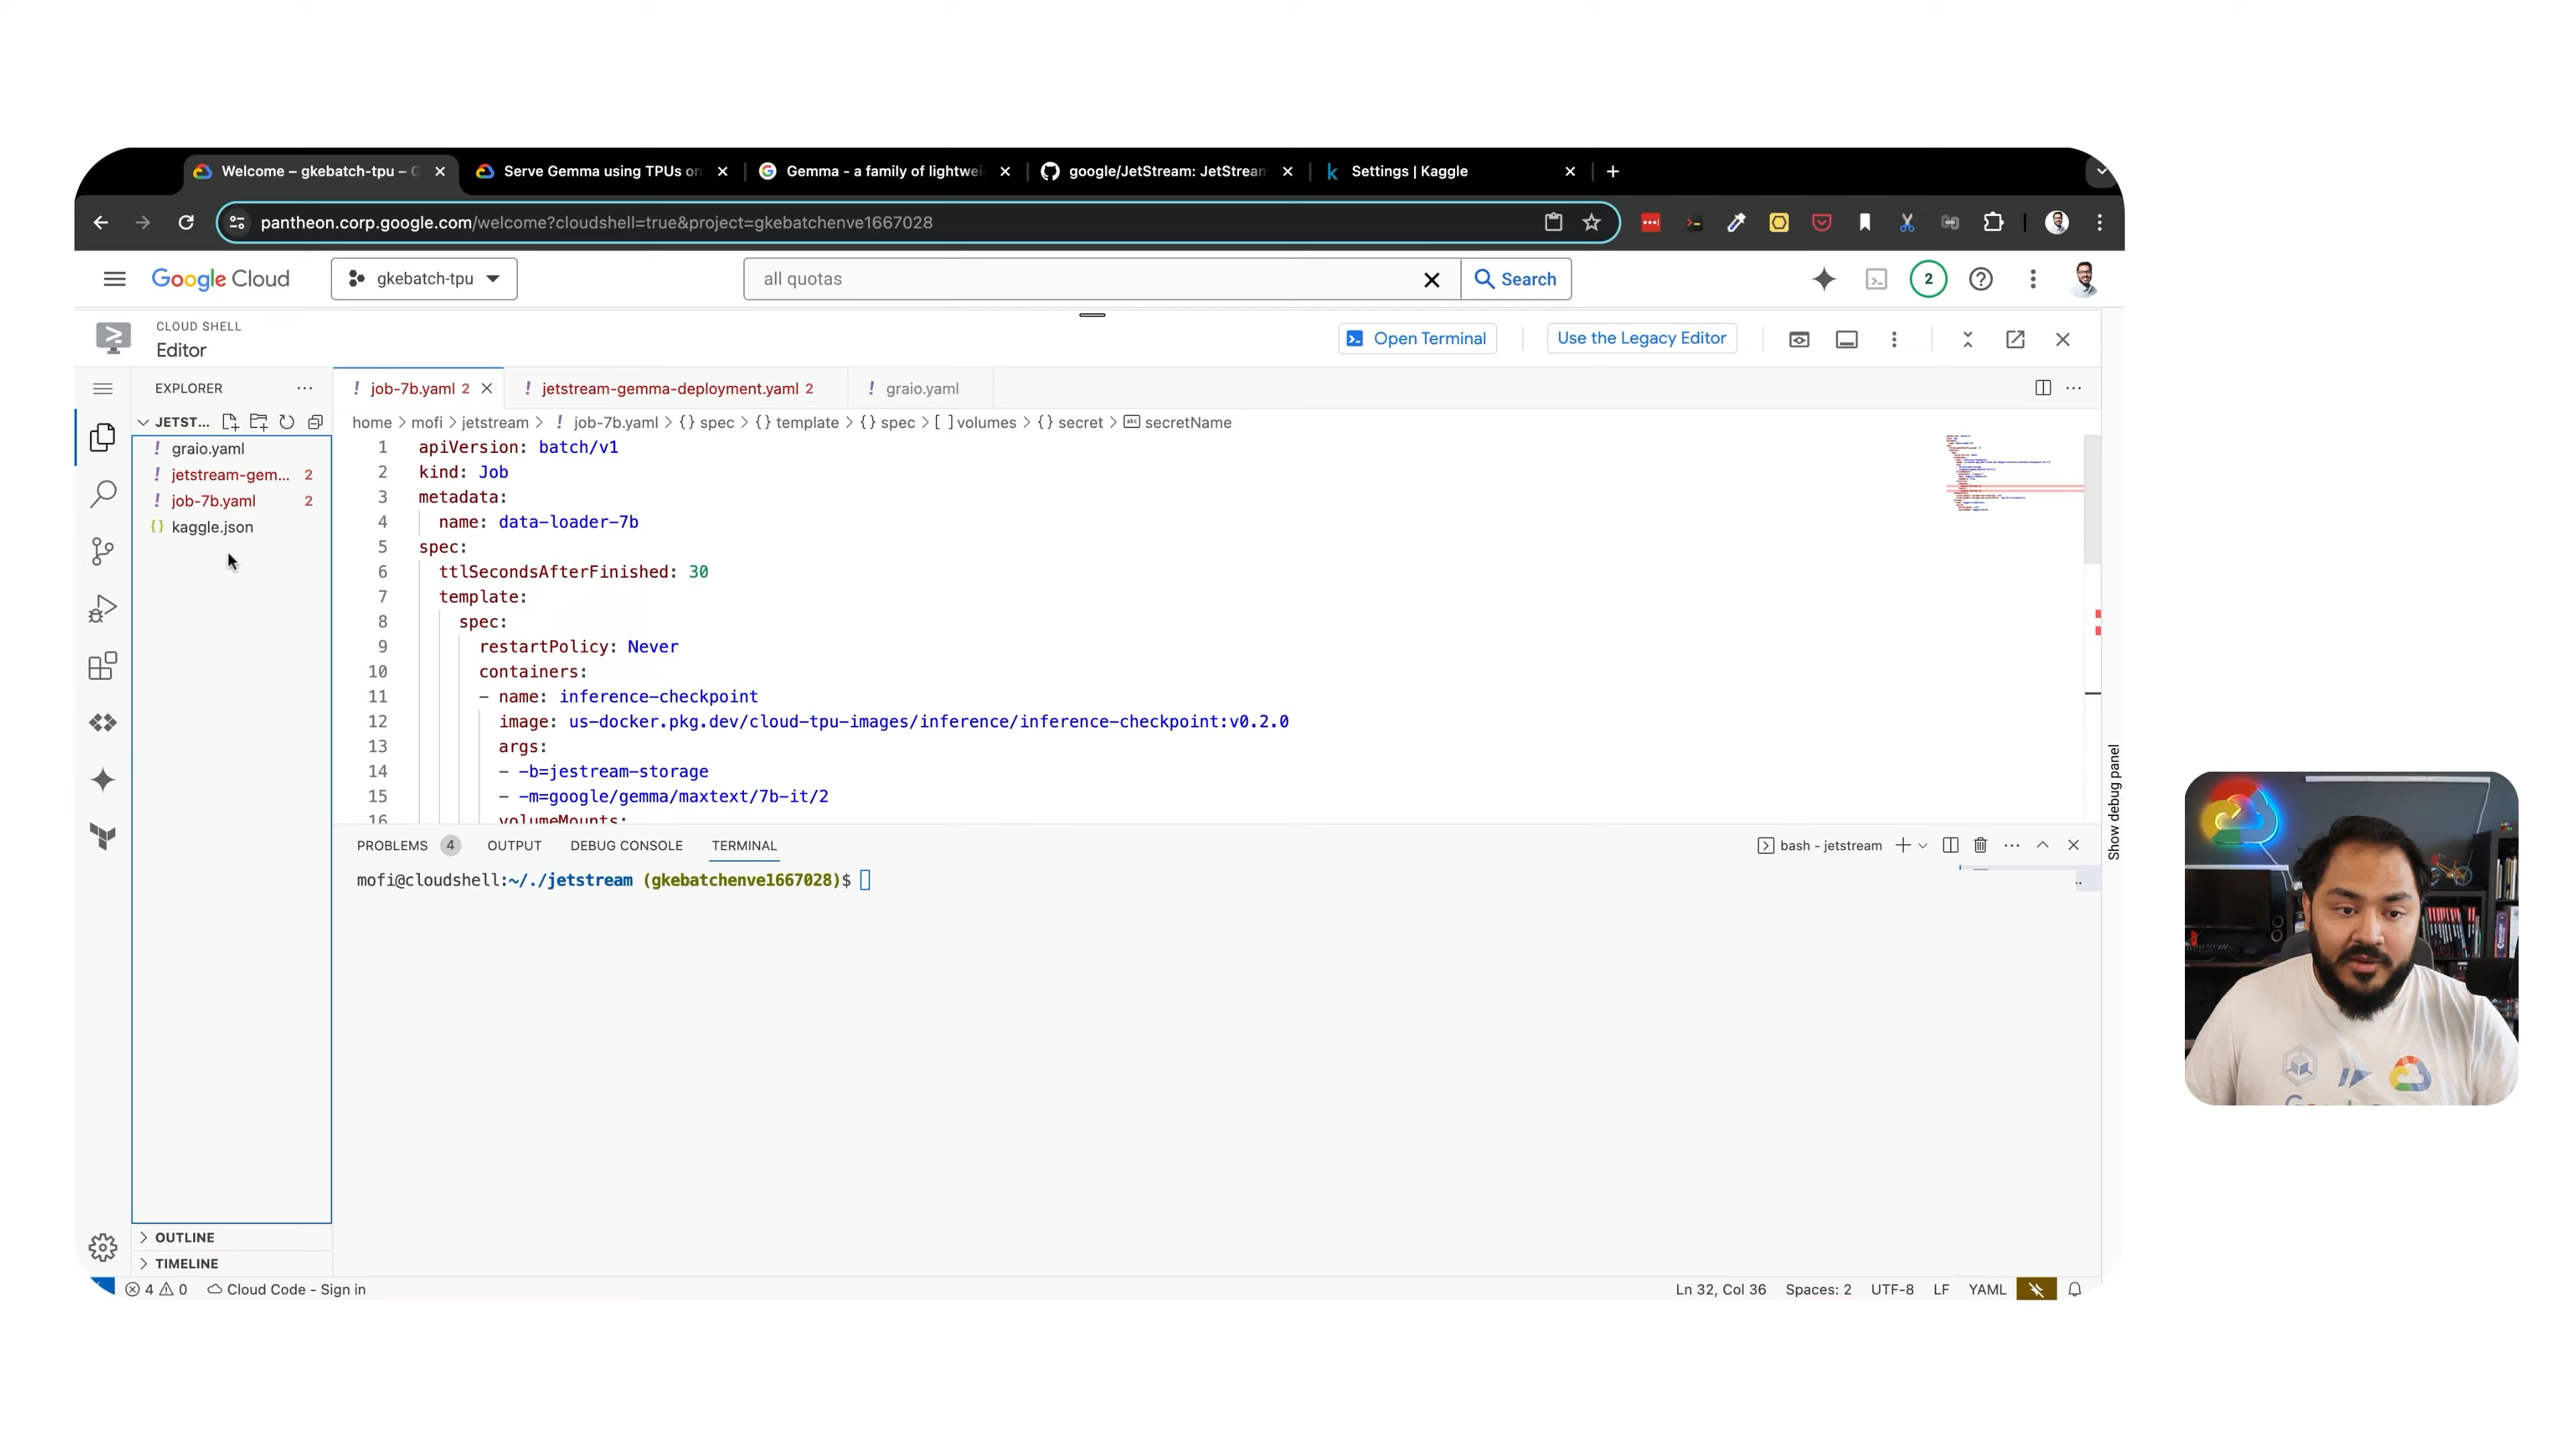 Welcome – gkebatch-tpu – G
Serve Gemma using TPUs on
Gemma - a family of lightwei
google/JetStream: JetStream
Settings | Kaggle
pantheon.corp.google.com/welcome?cloudshell=true&project=gkebatchenve1667028
Google Cloud
gkebatch-tpu
all quotas
Search
2
CLOUD SHELL
Editor
Open Terminal
Use the Legacy Editor
EXPLORER
JETST...
graio.yaml
jetstream-gem... 2
job-7b.yaml 2
kaggle.json
OUTLINE
TIMELINE
job-7b.yaml 2
jetstream-gemma-deployment.yaml 2
graio.yaml
home > mofi > jetstream > ! job-7b.yaml > {} spec > {} template > {} spec > [ ] volumes > {} secret > abc secretName
1 apiVersion: batch/v1
2 kind: Job
3 metadata:
4 name: data-loader-7b
5 spec:
6 ttlSecondsAfterFinished: 30
7 template:
8 spec:
9 restartPolicy: Never
10 containers:
11 - name: inference-checkpoint
12 image: us-docker.pkg.dev/cloud-tpu-images/inference/inference-checkpoint:v0.2.0
13 args:
14 - -b=jestream-storage
15 - -m=google/gemma/maxtext/7b-it/2
16 volumeMounts:
Show debug panel
PROBLEMS 4 OUTPUT DEBUG CONSOLE TERMINAL
bash - jetstream
mofi@cloudshell:~/./jetstream (gkebatchenve1667028)$
4 0 Cloud Code - Sign in
Ln 32, Col 36 Spaces: 2 UTF-8 LF YAML